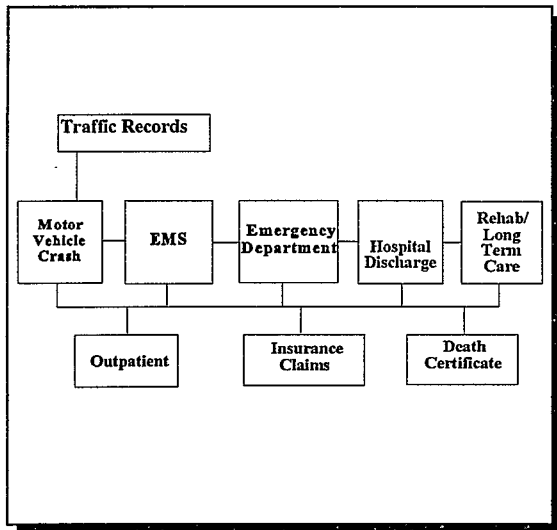 Traffic Records
Motor
Vehicle
Crash
EMS
Emergency
Department
Hospital
Discharge
Rehab/
Long
Term
Care
Outpatient
Insurance
Claims
Death
Certificate